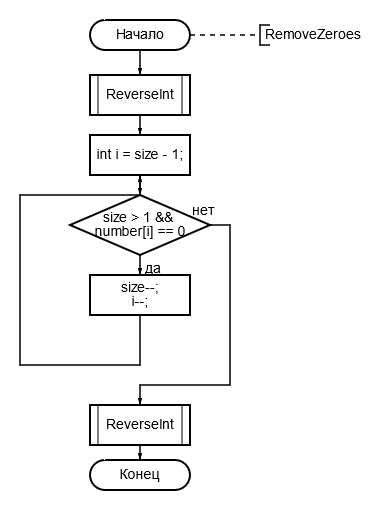 Начало
RemoveZeroes
ReverseInt
int i = size - 1;
size > 1 &&
number[i] == 0
нет
да
size--;
i--;
ReverseInt
Конец